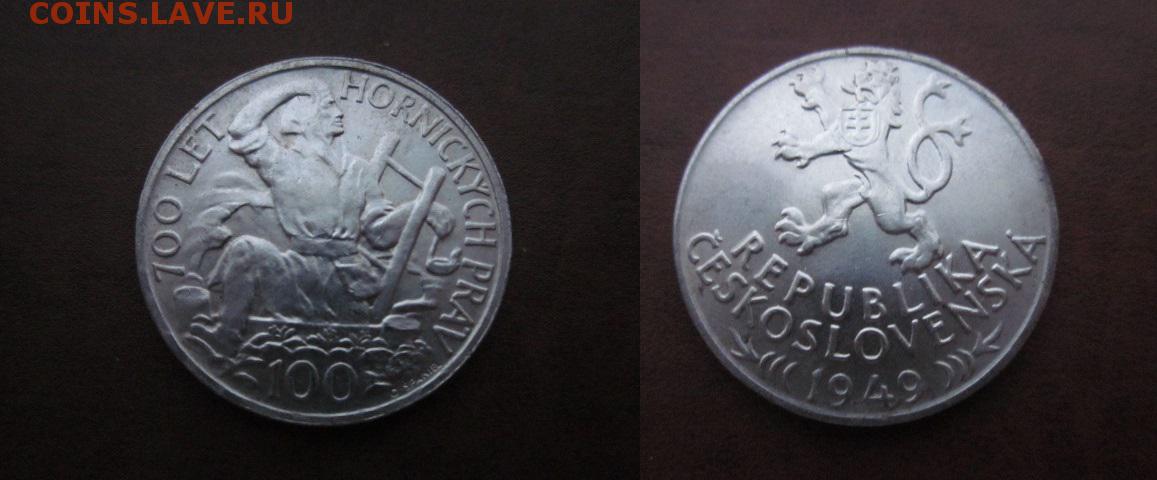 COINS.LAVE.RU
700 LET HORNICKÝCH PRÁV
100
REPUBLIKA
ČESKOSLOVENSKÁ
1949